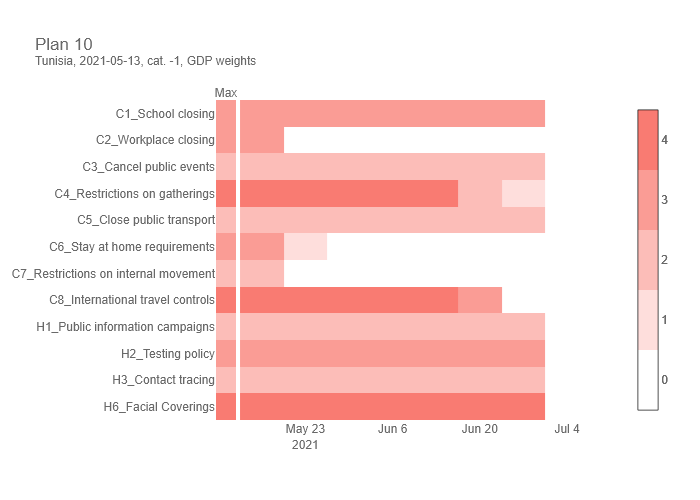 Plan 10
Tunisia, 2021-05-13, cat. -1, GDP weights
Max
C1_School closing
C2_Workplace closing
C3_Cancel public events
C4_Restrictions on gatherings
C5_Close public transport
C6_Stay at home requirements
C7_Restrictions on internal movement
C8_International travel controls
H1_Public information campaigns
H2_Testing policy
H3_Contact tracing
H6_Facial Coverings
May 23
2021
Jun 6
Jun 20
Jul 4
4
3
2
1
0